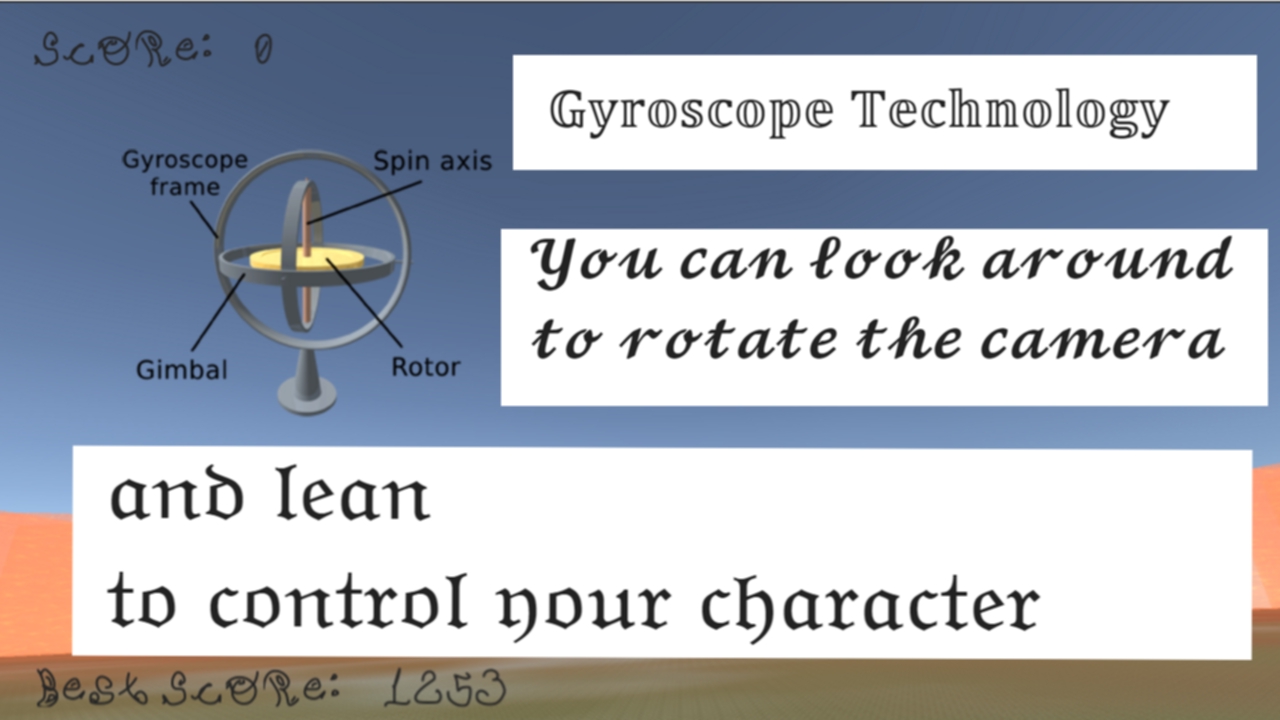 ScORe: 0
Gyroscope Technology
Gyroscope
frame
Spin axis
Gimbal
Rotor
You can look around
to rotate the camera
and lean
to control your character
Best ScORe: 1253